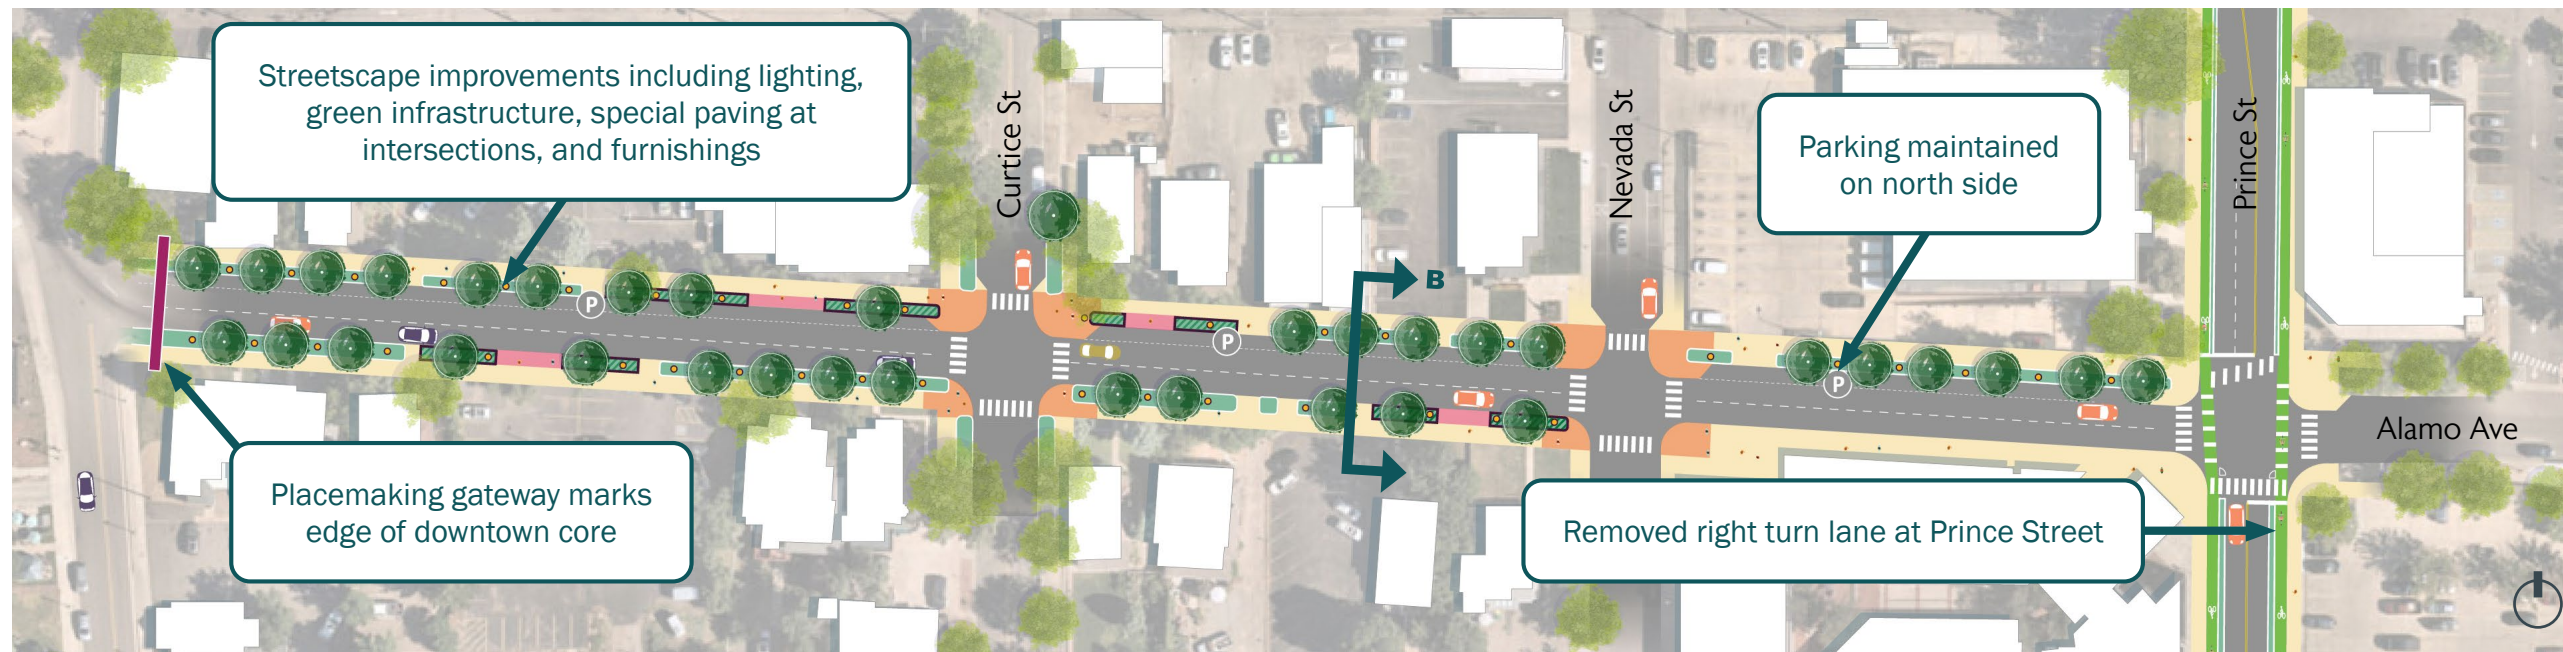 Streetscape improvements including lighting,
green infrastructure, special paving at
intersections, and furnishings
Curtice St
Nevada St
Parking maintained
on north side
Prince St
B
P
P
P
Alamo Ave
Placemaking gateway marks
edge of downtown core
Removed right turn lane at Prince Street